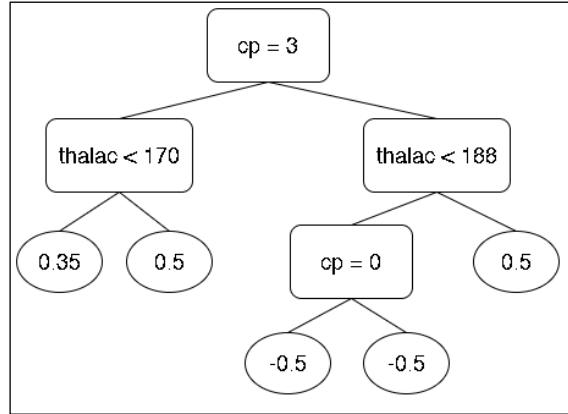 cp = 3
thalac < 170
thalac < 188
0.35
0.5
cp = 0
0.5
-0.5
-0.5